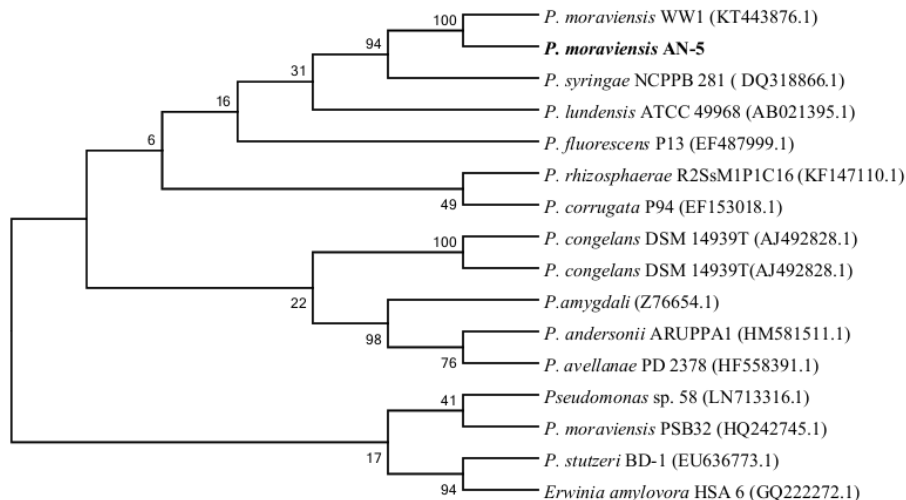 P. moraviensis WW1 (KT443876.1)
100
P. moraviensis AN-5
94
P. syringae NCPPB 281 ( DQ318866.1)
31
P. lundensis ATCC 49968 (AB021395.1)
16
P. fluorescens P13 (EF487999.1)
6
P. rhizosphaerae R2SsM1P1C16 (KF147110.1)
49
P. corrugata P94 (EF153018.1)
P. congelans DSM 14939T (AJ492828.1)
100
P. congelans DSM 14939T(AJ492828.1)
22
P.amygdali (Z76654.1)
98
P. andersonii ARUPPA1 (HM581511.1)
76
P. avellanae PD 2378 (HF558391.1)
Pseudomonas sp. 58 (LN713316.1)
41
P. moraviensis PSB32 (HQ242745.1)
17
P. stutzeri BD-1 (EU636773.1)
94
Erwinia amylovora HSA 6 (GQ222272.1)